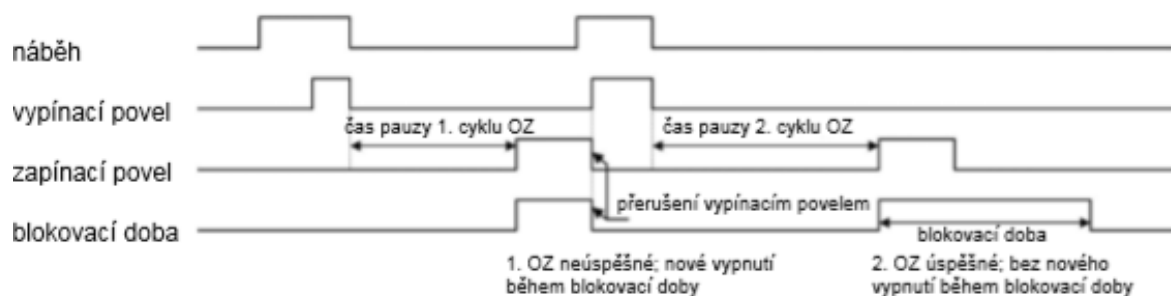 náběh
vypínací povel
čas pauzy 1. cyklu OZ
čas pauzy 2. cyklu OZ
zapínací povel
přerušení vypínacím povelem
blokovací doba
blokovací doba
1. OZ neúspěšné; nové vypnutí
během blokovací doby
2. OZ úspěšné; bez nového
vypnutí během blokovací doby